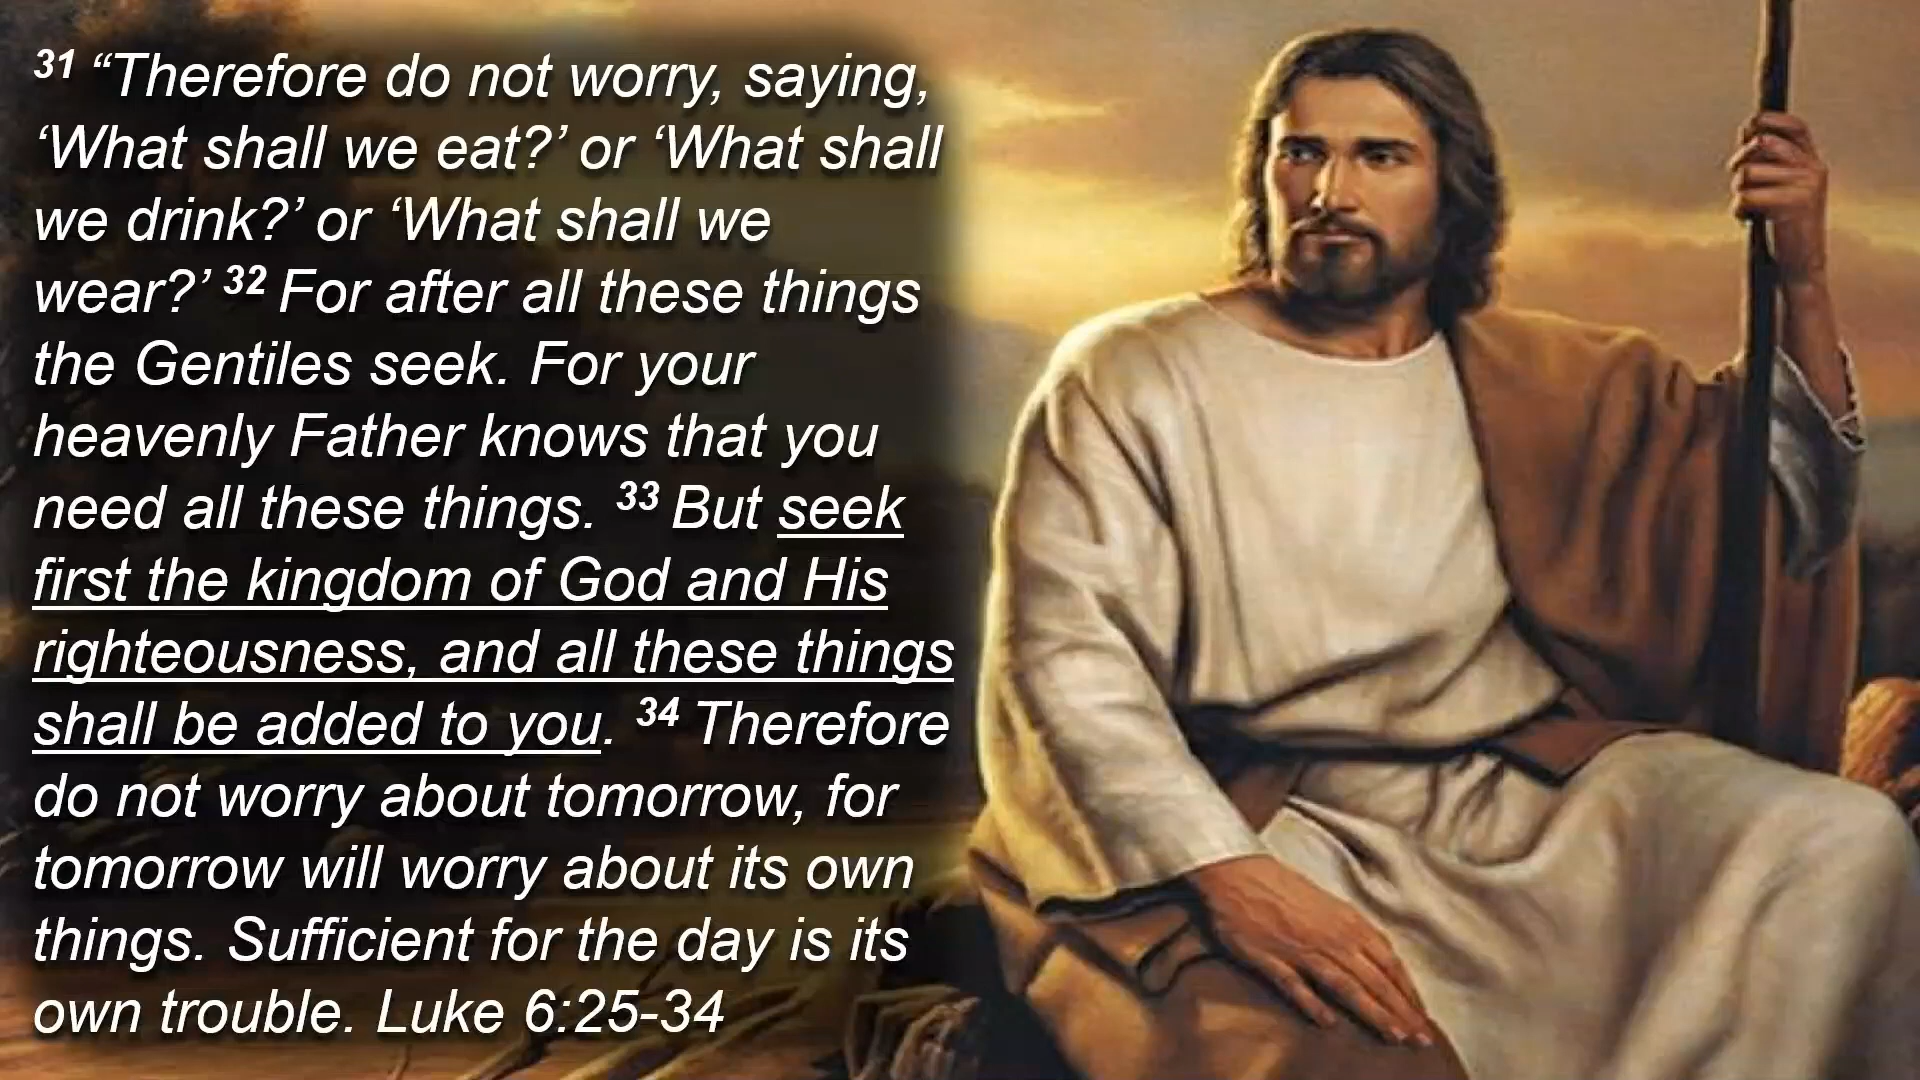 31 “Therefore do not worry, saying,
‘What shall we eat?’ or ‘What shall
we drink?’ or ‘What shall we
wear?’ 32 For after all these things
the Gentiles seek. For your
heavenly Father knows that you
need all these things. 33 But seek
first the kingdom of God and His
righteousness, and all these things
shall be added to you. 34 Therefore
do not worry about tomorrow, for
tomorrow will worry about its own
things. Sufficient for the day is its
own trouble. Luke 6:25-34